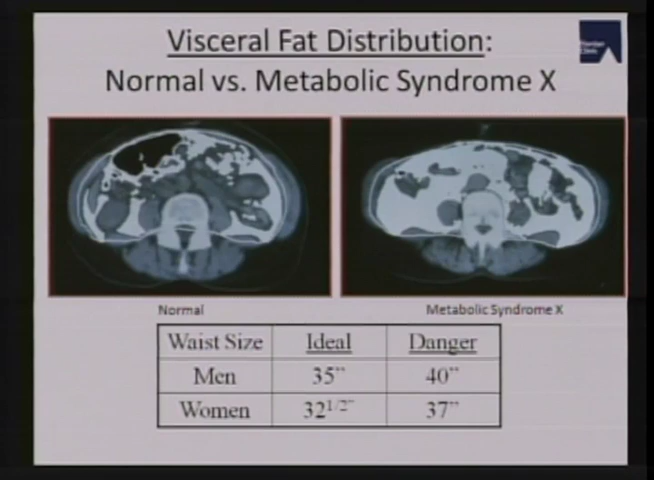 Visceral Fat Distribution:
Normal vs. Metabolic Syndrome X
Normal
Metabolic Syndrome X
Waist Size Ideal Danger
Men 35” 40”
Women 32 1/2” 37”